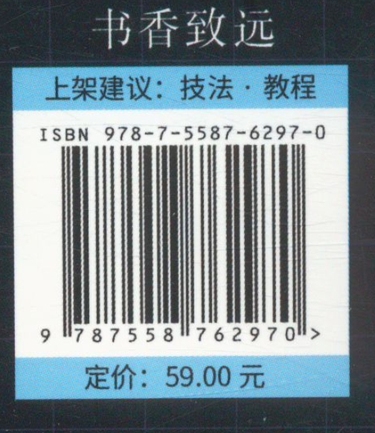 书香致远
上架建议：技法 · 教程
ISBN 978-7-5587-6297-0
9 787558 762970 >
定价：59.00 元